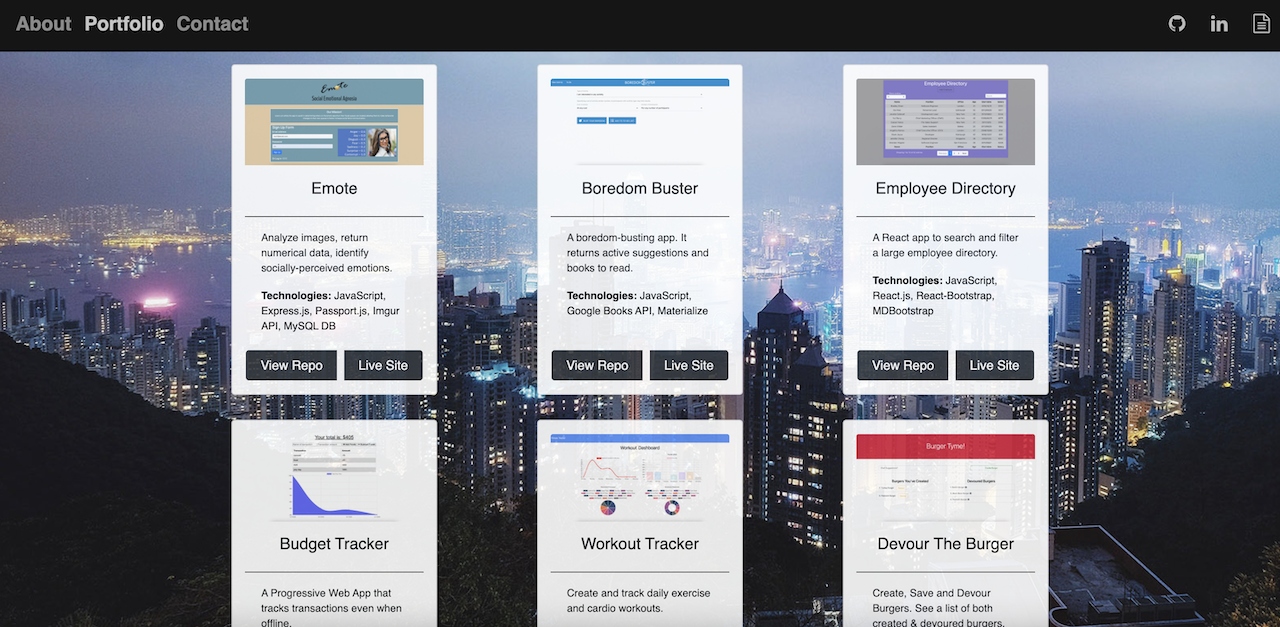 About Portfolio Contact
Emote
Social Emotional Agencie
Emote
Analyze images, return
numerical data, identify
socially-perceived emotions.
Technologies: JavaScript,
Express.js, Passport.js, Imgur
API, MySQL DB
View Repo Live Site
BOREDOM BUSTER
Boredom Buster
A boredom-busting app. It
returns active suggestions and
books to read.
Technologies: JavaScript,
Google Books API, Materialize
View Repo Live Site
Employee Directory
Employee Directory
A React app to search and filter
a large employee directory.
Technologies: JavaScript,
React.js, React-Bootstrap,
MDBootstrap
View Repo Live Site
Your total is: $405
Budget Tracker
A Progressive Web App that
tracks transactions even when
offline.
Workout Dashboard
Workout Tracker
Create and track daily exercise
and cardio workouts.
Burger Tyme!
Burgers You've Created
Devoured Burgers
Devour The Burger
Create, Save and Devour
Burgers. See a list of both
created & devoured burgers.